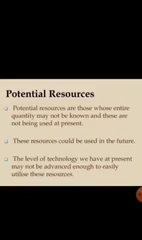 Potential Resources
Potential resources are those whose entire
quantity may not be known and these are
not being used at present.
These resources could be used in the future.
The level of technology we have at present
may not be advanced enough to easily
utilise these resources.